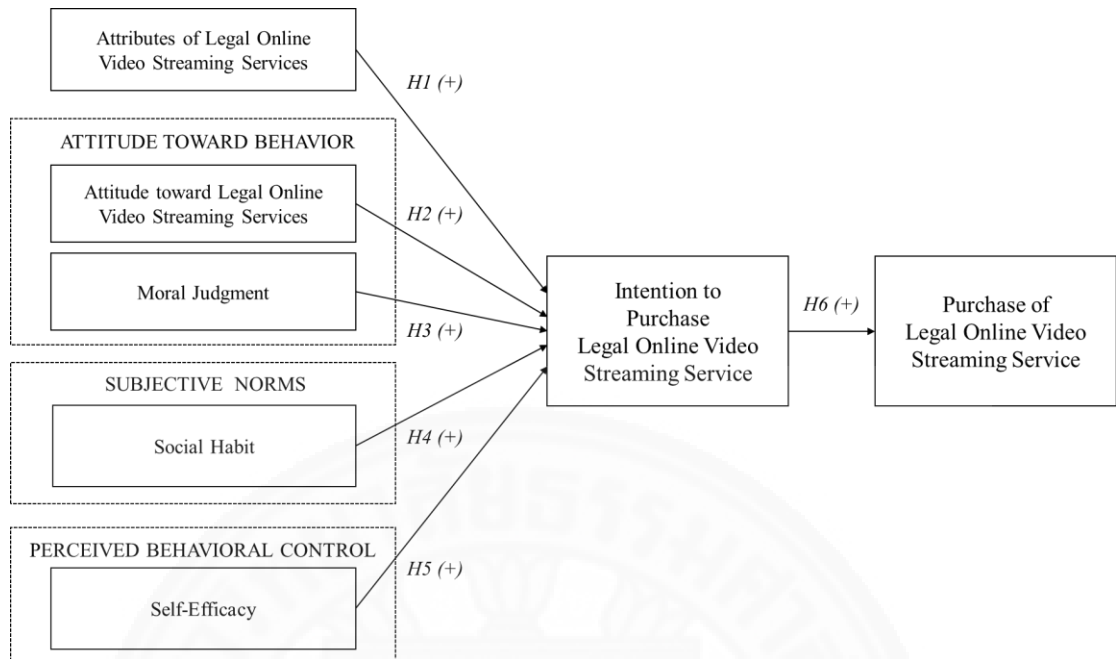 Attributes of Legal Online
Video Streaming Services
H1 (+)
ATTITUDE TOWARD BEHAVIOR
Attitude toward Legal Online
Video Streaming Services
H2 (+)
Moral Judgment
H3 (+)
SUBJECTIVE NORMS
Social Habit
H4 (+)
PERCEIVED BEHAVIORAL CONTROL
Self-Efficacy
H5 (+)
Intention to
Purchase
Legal Online Video
Streaming Service
H6 (+)
Purchase of
Legal Online Video
Streaming Service